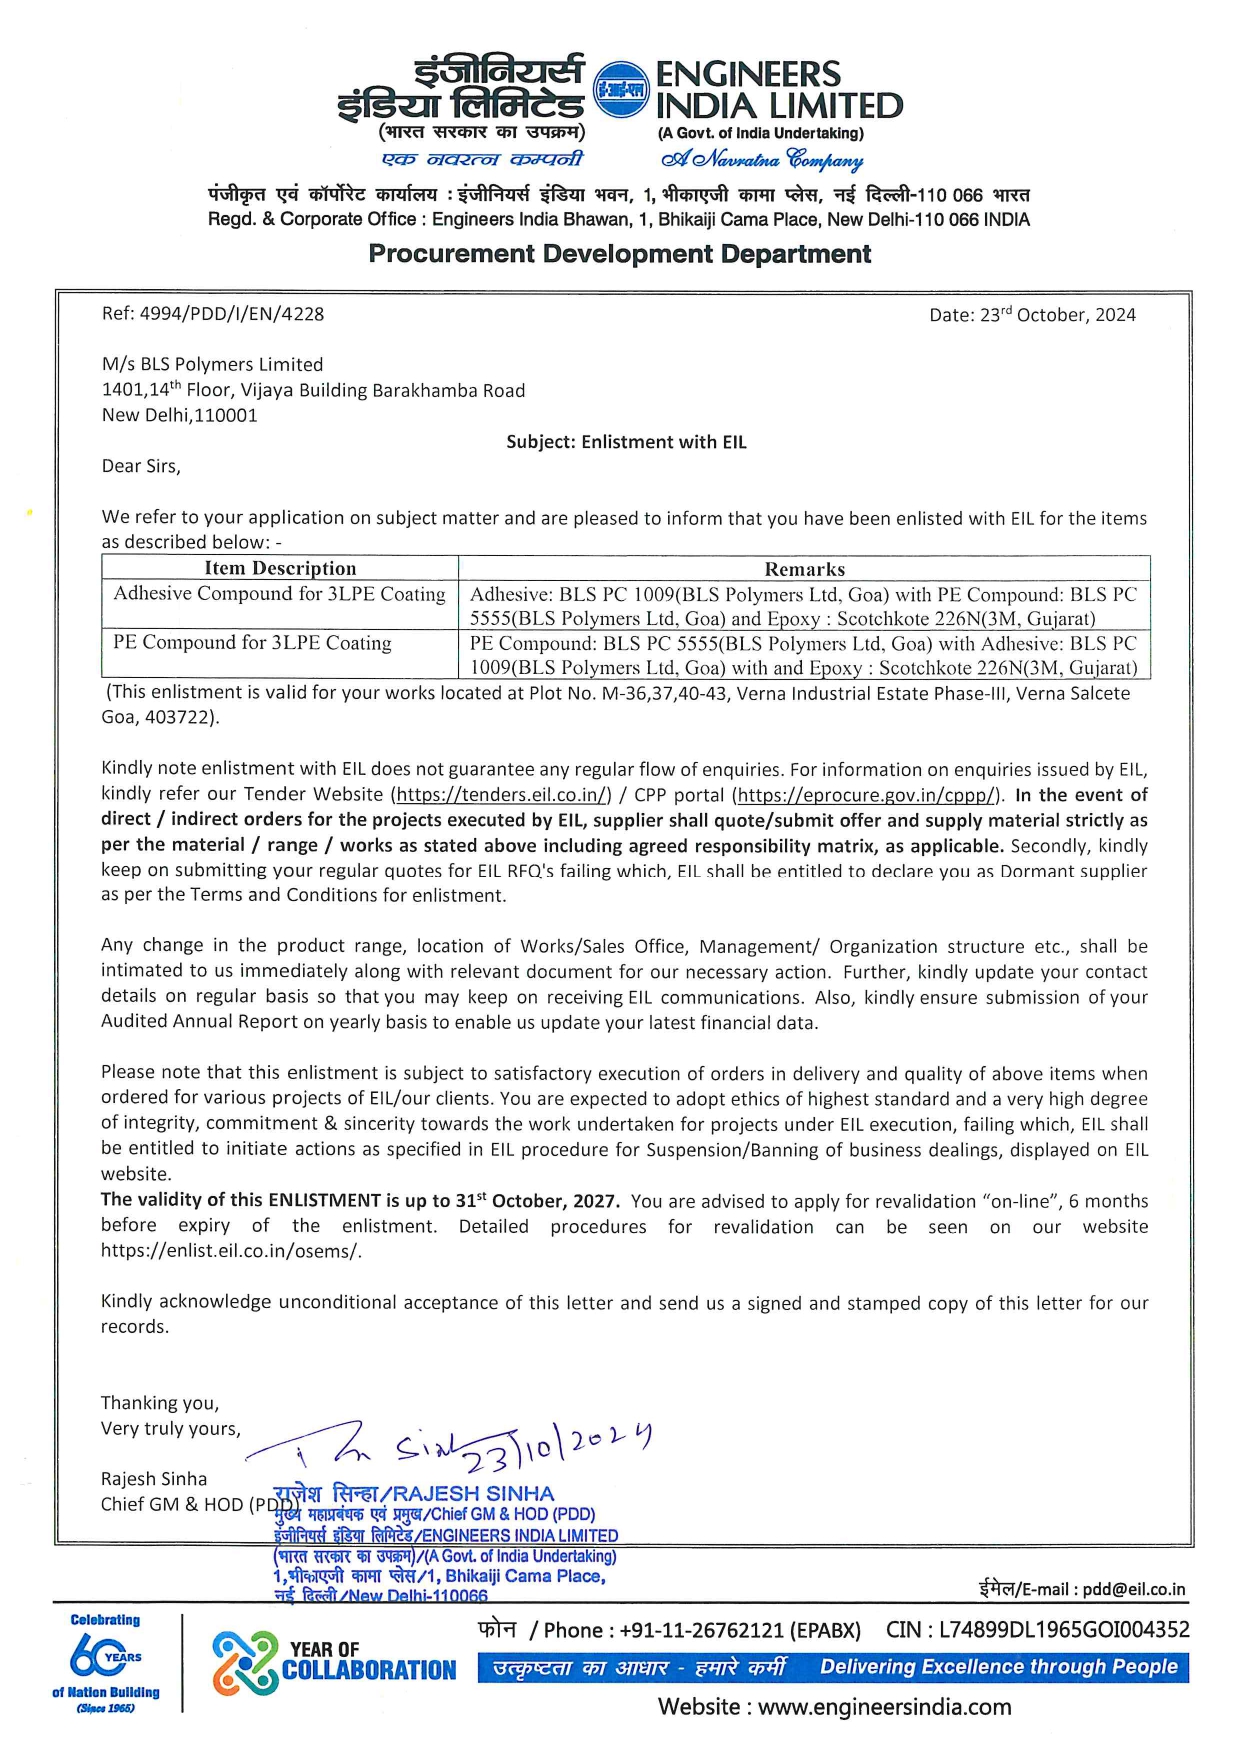 इंजीनियर्स
इंडिया लिमिटेड
(भारत सरकार का उपक्रम)
एक नवरत्न कम्पनी
ई-आई-एल
ENGINEERS
INDIA LIMITED
(A Govt. of India Undertaking)
A Navratna Company
पंजीकृत एवं कॉर्पोरेट कार्यालय : इंजीनियर्स इंडिया भवन, 1, भीकाएजी कामा प्लेस, नई दिल्ली-110 066 भारत
Regd. & Corporate Office : Engineers India Bhawan, 1, Bhikaiji Cama Place, New Delhi-110 066 INDIA
Procurement Development Department
Ref: 4994/PDD/I/EN/4228 Date: 23rd October, 2024
M/s BLS Polymers Limited
1401,14th Floor, Vijaya Building Barakhamba Road
New Delhi,110001
Subject: Enlistment with EIL
Dear Sirs,
We refer to your application on subject matter and are pleased to inform that you have been enlisted with EIL for the items
as described below: -
Item Description Remarks
Adhesive Compound for 3LPE Coating Adhesive: BLS PC 1009(BLS Polymers Ltd, Goa) with PE Compound: BLS PC
5555(BLS Polymers Ltd, Goa) and Epoxy : Scotchkote 226N(3M, Gujarat)
PE Compound for 3LPE Coating PE Compound: BLS PC 5555(BLS Polymers Ltd, Goa) with Adhesive: BLS PC
1009(BLS Polymers Ltd, Goa) with and Epoxy : Scotchkote 226N(3M, Gujarat)
(This enlistment is valid for your works located at Plot No. M-36,37,40-43, Verna Industrial Estate Phase-III, Verna Salcete
Goa, 403722).
Kindly note enlistment with EIL does not guarantee any regular flow of enquiries. For information on enquiries issued by EIL,
kindly refer our Tender Website (https://tenders.eil.co.in/) / CPP portal (https://eprocure.gov.in/cppp/). In the event of
direct / indirect orders for the projects executed by EIL, supplier shall quote/submit offer and supply material strictly as
per the material / range / works as stated above including agreed responsibility matrix, as applicable. Secondly, kindly
keep on submitting your regular quotes for EIL RFQ's failing which, EIL shall be entitled to declare you as Dormant supplier
as per the Terms and Conditions for enlistment.
Any change in the product range, location of Works/Sales Office, Management/ Organization structure etc., shall be
intimated to us immediately along with relevant document for our necessary action. Further, kindly update your contact
details on regular basis so that you may keep on receiving EIL communications. Also, kindly ensure submission of your
Audited Annual Report on yearly basis to enable us update your latest financial data.
Please note that this enlistment is subject to satisfactory execution of orders in delivery and quality of above items when
ordered for various projects of EIL/our clients. You are expected to adopt ethics of highest standard and a very high degree
of integrity, commitment & sincerity towards the work undertaken for projects under EIL execution, failing which, EIL shall
be entitled to initiate actions as specified in EIL procedure for Suspension/Banning of business dealings, displayed on EIL
website.
The validity of this ENLISTMENT is up to 31st October, 2027. You are advised to apply for revalidation “on-line”, 6 months
before expiry of the enlistment. Detailed procedures for revalidation can be seen on our website
https://enlist.eil.co.in/osems/.
Kindly acknowledge unconditional acceptance of this letter and send us a signed and stamped copy of this letter for our
records.
Thanking you,
Very truly yours,
23/10/2024
Rajesh Sinha
Chief GM & HOD (PDD)
राजेश सिन्हा/RAJESH SINHA
मुख्य महाप्रबंधक एवं प्रमुख/Chief GM & HOD (PDD)
इंजीनियर्स इंडिया लिमिटेड/ENGINEERS INDIA LIMITED
(भारत सरकार का उपक्रम)/(A Govt. of India Undertaking)
1,भीकाएजी कामा प्लेस/1, Bhikaiji Cama Place,
नई दिल्ली/New Delhi-110066
ईमेल/E-mail : pdd@eil.co.in
Celebrating
60 YEARS
of Nation Building
(Since 1965)
YEAR OF
COLLABORATION
फोन / Phone : +91-11-26762121 (EPABX) CIN : L74899DL1965GOI004352
उत्कृष्टता का आधार - हमारे कर्मी Delivering Excellence through People
Website : www.engineersindia.com